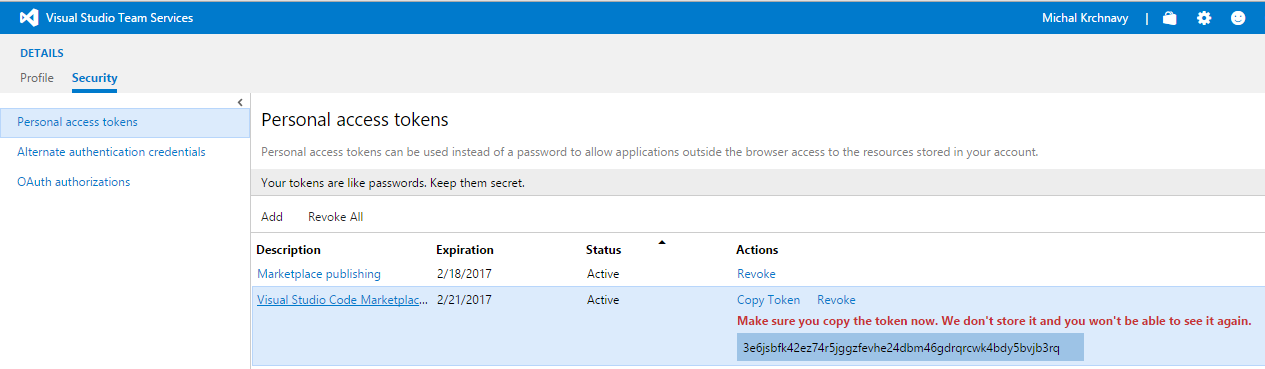 Visual Studio Team Services Michal Krchnavy |
DETAILS
Profile Security
Personal access tokens
Alternate authentication credentials
OAuth authorizations
Personal access tokens
Personal access tokens can be used instead of a password to allow applications outside the browser access to the resources stored in your account.
Your tokens are like passwords. Keep them secret.
Add Revoke All
Description Expiration Status Actions
Marketplace publishing 2/18/2017 Active Revoke
Visual Studio Code Marketplac... 2/21/2017 Active Copy Token Revoke
Make sure you copy the token now. We don't store it and you won't be able to see it again.
3e6jsbfk42ez74r5jggzfevhe24dbm46gdrqrcwk4bdy5bvjb3rq